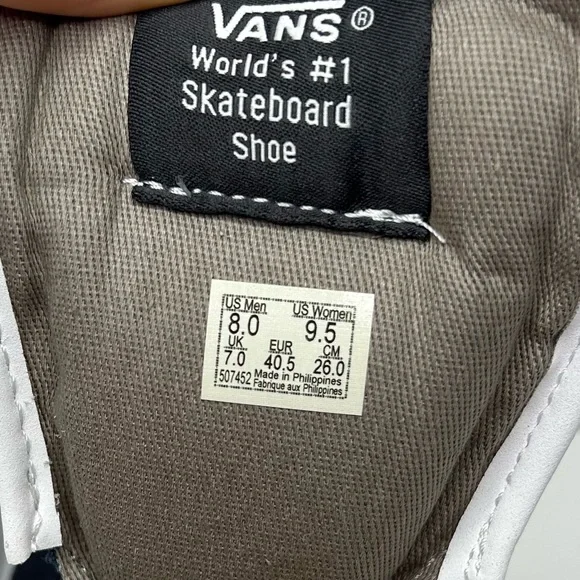 VANS®
World's #1
Skateboard
Shoe
US Men US Women
8.0 9.5
UK EUR CM
7.0 40.5 26.0
507452 Made in Philippines
Fabrique aux Philippines